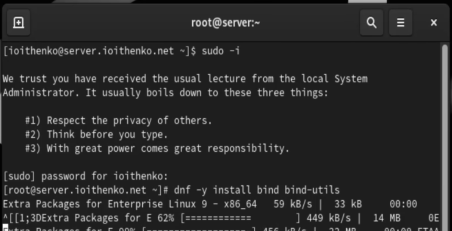 root@server:~
[ioithenko@server.ioithenko.net ~]$ sudo -i
We trust you have received the usual lecture from the local System
Administrator. It usually boils down to these three things:
#1) Respect the privacy of others.
#2) Think before you type.
#3) With great power comes great responsibility.
[sudo] password for ioithenko:
[root@server.ioithenko.net ~]# dnf -y install bind bind-utils
Extra Packages for Enterprise Linux 9 - x86_64 59 kB/s | 33 kB 00:00
^[[1;3DExtra Packages for E 62% [============ ] 449 kB/s | 14 MB 0E